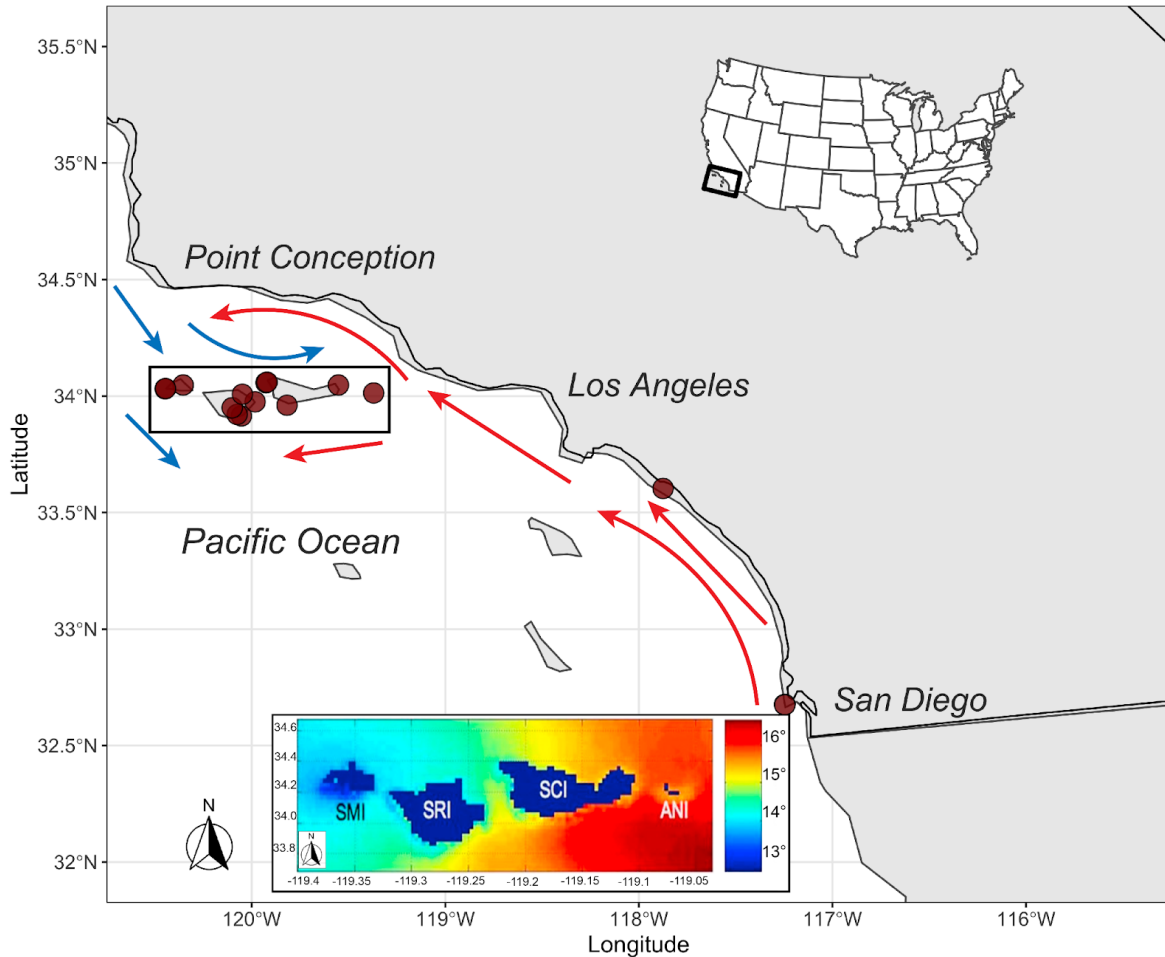 35.5°N
35°N
34.5°N
34°N
33.5°N
33°N
32.5°N
32°N
Latitude
Point Conception
Los Angeles
Pacific Ocean
San Diego
N
34.6
34.4
34.2
34.0
33.8
SMI
SRI
SCI
ANI
N
16°
15°
14°
13°
-119.4 -119.35 -119.3 -119.25 -119.2 -119.15 -119.1 -119.05
120°W 119°W 118°W 117°W 116°W
Longitude